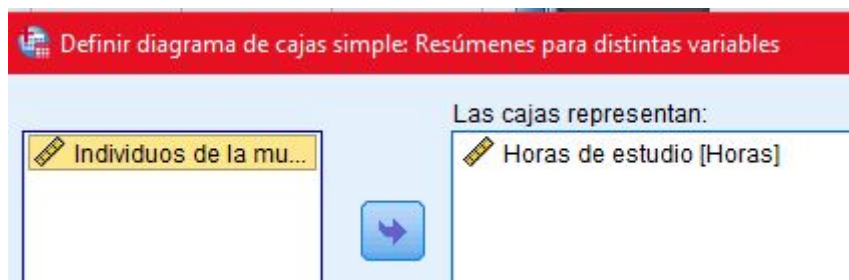 Definir diagrama de cajas simple: Resúmenes para distintas variables
Las cajas representan:
Individuos de la mu...
Horas de estudio [Horas]